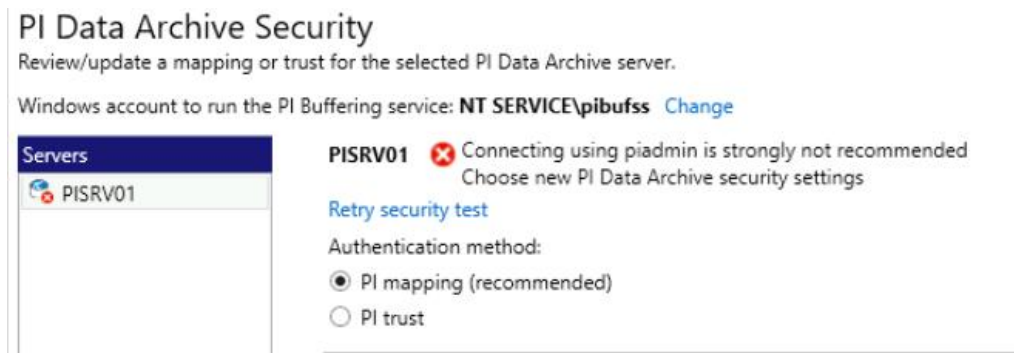 PI Data Archive Security
Review/update a mapping or trust for the selected PI Data Archive server.
Windows account to run the PI Buffering service: NT SERVICE\pibufss Change
Servers
PISRV01
PISRV01 Connecting using piadmin is strongly not recommended
Choose new PI Data Archive security settings
Retry security test
Authentication method:
PI mapping (recommended)
PI trust